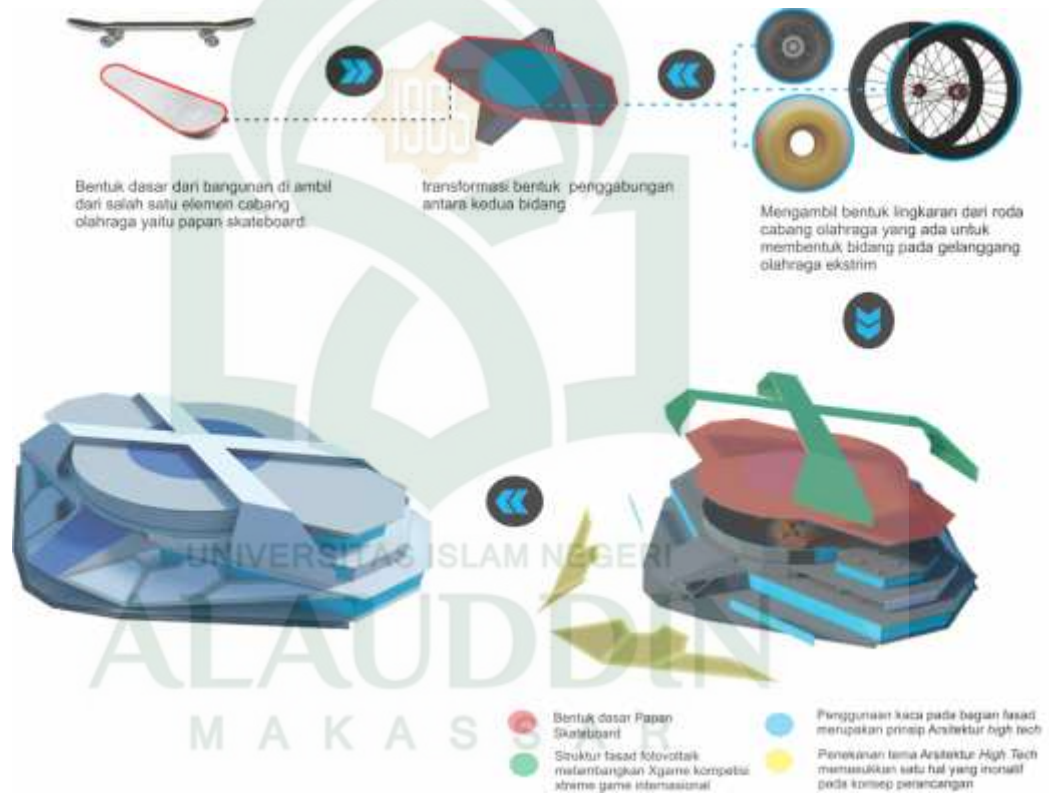 Bentuk dasar dari bangunan di ambil
dari salah satu elemen cabang
olahraga yaitu papan skateboard
transformasi bentuk penggabungan
antara kedua bidang
Mengambil bentuk lingkaran dari roda
cabang olahraga yang ada untuk
membentuk bidang pada gelanggang
olahraga ekstrim
1965
UNIVERSITAS ISLAM NEGERI
ALAUDDIN
MAKASSAR
Bentuk dasar Papan
Skateboard
Struktur fasad fotovoltaik
melambangkan Xgame kompetisi
xtreme game internasional
Penggunaan kaca pada bagian fasad
merupakan prinsip Arsitektur high tech
Penekanan tema Arsitektur High Tech
memasukkan satu hal yang inonatif
pada konsep perancangan